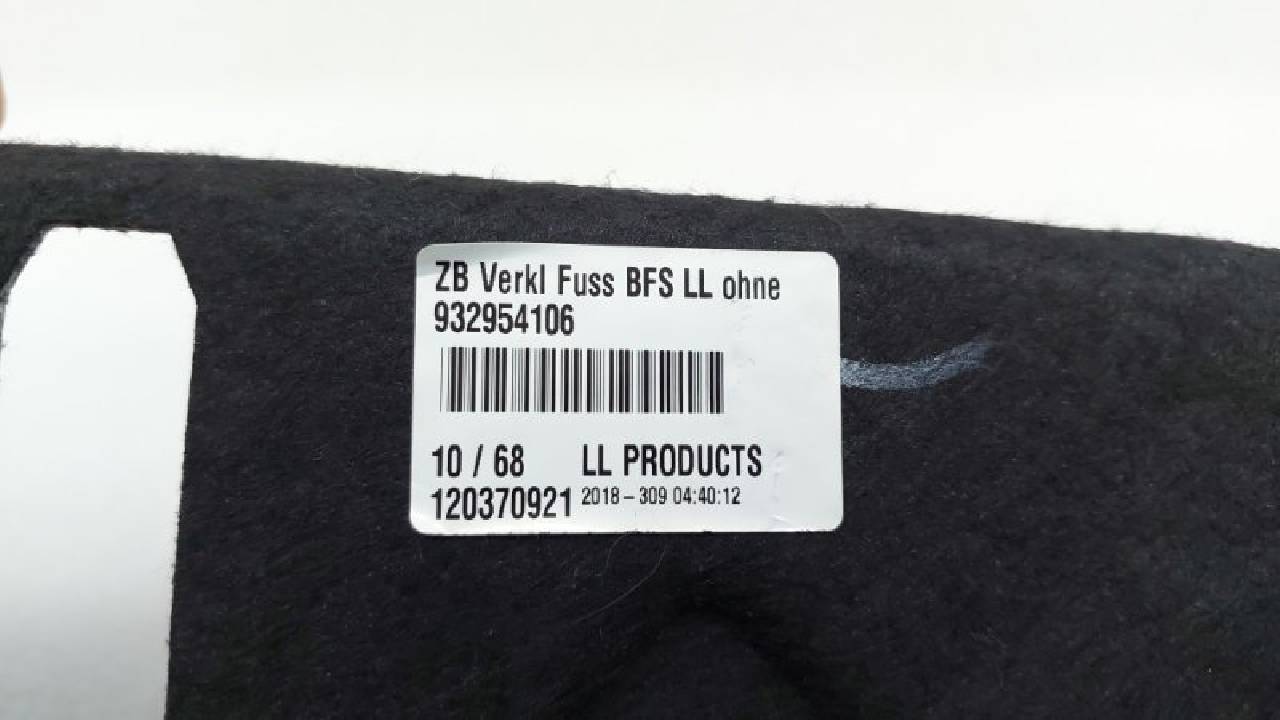 ZB Verkl Fuss BFS LL ohne
932954106
10 / 68 LL PRODUCTS
120370921 2018 – 309 04:40:12